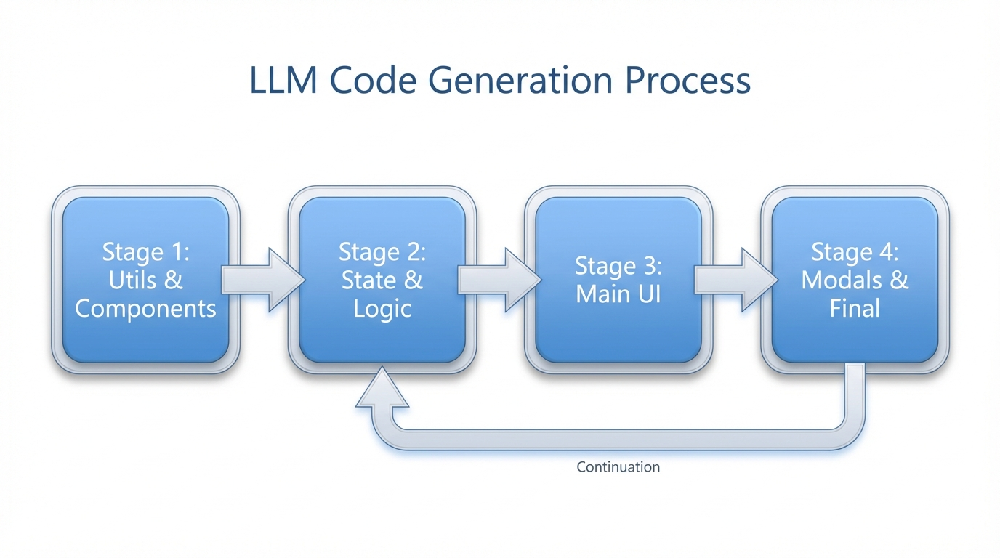 LLM Code Generation Process
Stage 1:
Utils &
Components
Stage 2:
State &
Logic
Stage 3:
Main UI
Stage 4:
Modals &
Final
Continuation